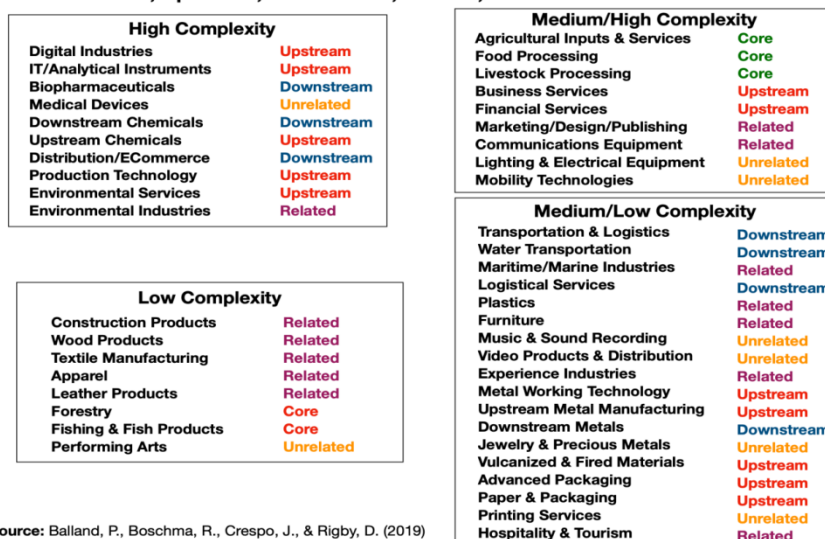 High Complexity
Digital Industries Upstream
IT/Analytical Instruments Upstream
Biopharmaceuticals Downstream
Medical Devices Unrelated
Downstream Chemicals Downstream
Upstream Chemicals Upstream
Distribution/ECommerce Downstream
Production Technology Upstream
Environmental Services Upstream
Environmental Industries Related
Low Complexity
Construction Products Related
Wood Products Related
Textile Manufacturing Related
Apparel Related
Leather Products Related
Forestry Core
Fishing & Fish Products Core
Performing Arts Unrelated
ource: Balland, P., Boschma, R., Crespo, J., & Rigby, D. (2019)
Medium/High Complexity
Agricultural Inputs & Services Core
Food Processing Core
Livestock Processing Core
Business Services Upstream
Financial Services Upstream
Marketing/Design/Publishing Related
Communications Equipment Related
Lighting & Electrical Equipment Unrelated
Mobility Technologies Unrelated
Medium/Low Complexity
Transportation & Logistics Downstream
Water Transportation Downstream
Maritime/Marine Industries Related
Logistical Services Downstream
Plastics Related
Furniture Related
Music & Sound Recording Unrelated
Video Products & Distribution Unrelated
Experience Industries Related
Metal Working Technology Upstream
Upstream Metal Manufacturing Upstream
Downstream Metals Downstream
Jewelry & Precious Metals Unrelated
Vulcanized & Fired Materials Upstream
Advanced Packaging Upstream
Paper & Packaging Upstream
Printing Services Unrelated
Hospitality & Tourism Related